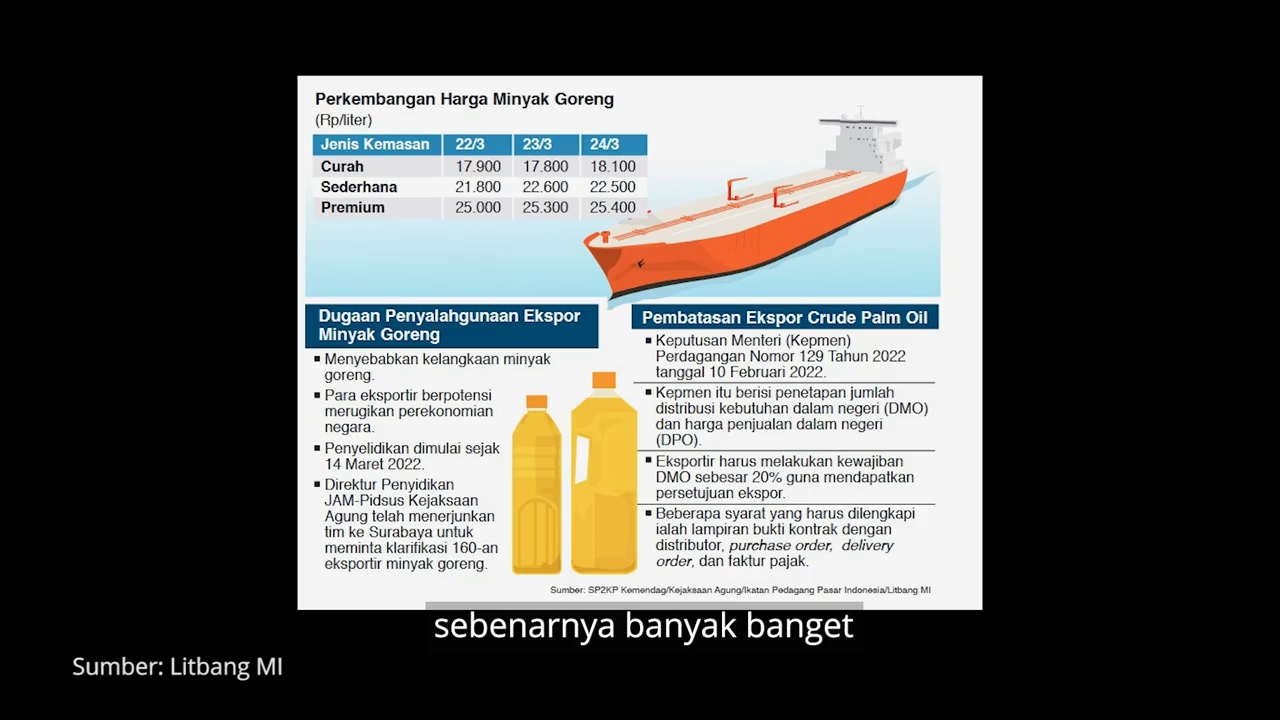 Perkembangan Harga Minyak Goreng
(Rp/liter)
Jenis Kemasan 22/3 23/3 24/3
Curah 17.900 17.800 18.100
Sederhana 21.800 22.600 22.500
Premium 25.000 25.300 25.400
Dugaan Penyalahgunaan Ekspor
Minyak Goreng
▪ Menyebabkan kelangkaan minyak
goreng.
▪ Para eksportir berpotensi
merugikan perekonomian
negara.
▪ Penyelidikan dimulai sejak
14 Maret 2022.
▪ Direktur Penyidikan
JAM-Pidsus Kejaksaan
Agung telah menerjunkan
tim ke Surabaya untuk
meminta klarifikasi 160-an
eksportir minyak goreng.
Pembatasan Ekspor Crude Palm Oil
▪ Keputusan Menteri (Kepmen)
Perdagangan Nomor 129 Tahun 2022
tanggal 10 Februari 2022.
▪ Kepmen itu berisi penetapan jumlah
distribusi kebutuhan dalam negeri (DMO)
dan harga penjualan dalam negeri
(DPO).
▪ Eksportir harus melakukan kewajiban
DMO sebesar 20% guna mendapatkan
persetujuan ekspor.
▪ Beberapa syarat yang harus dilengkapi
ialah lampiran bukti kontrak dengan
distributor, purchase order, delivery
order, dan faktur pajak.
Sumber: SP2KP Kemendag/Kejaksaan Agung/Ikatan Pedagang Pasar Indonesia/Litbang MI
sebenarnya banyak banget
Sumber: Litbang MI